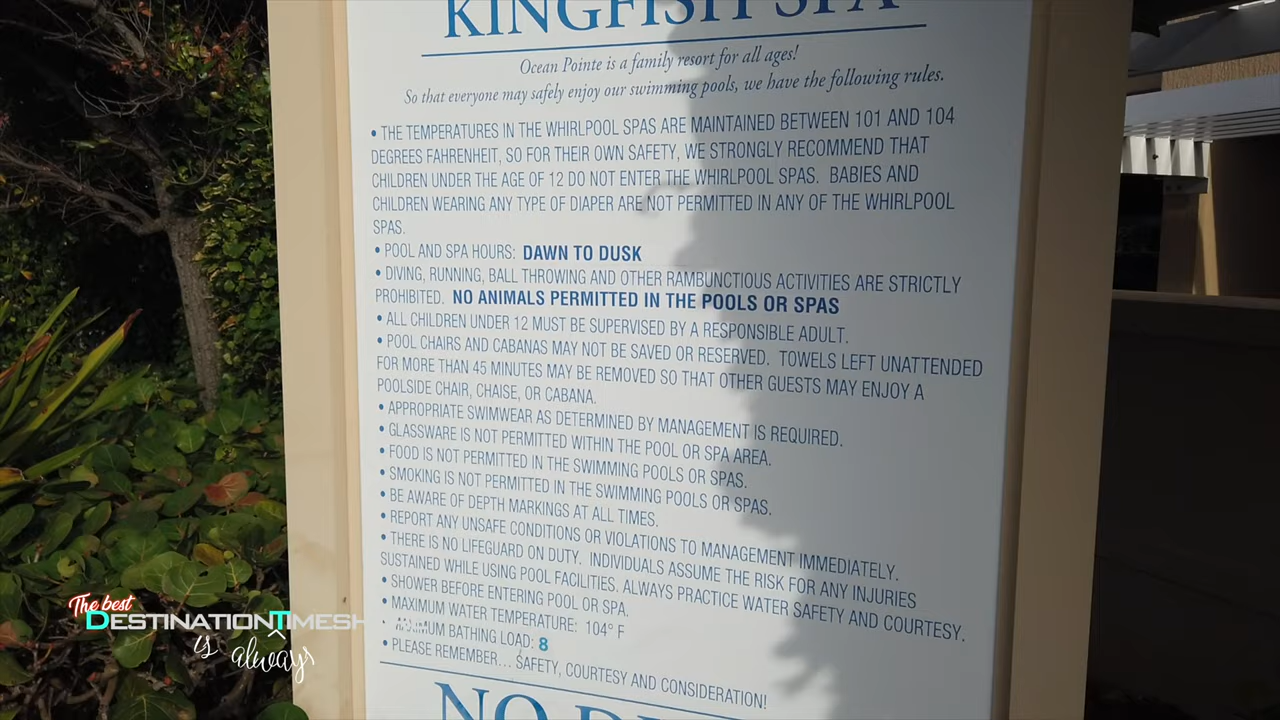 KINGFISH SPA
Ocean Pointe is a family resort for all ages!
So that everyone may safely enjoy our swimming pools, we have the following rules.
• THE TEMPERATURES IN THE WHIRLPOOL SPAS ARE MAINTAINED BETWEEN 101 AND 104
DEGREES FAHRENHEIT, SO FOR THEIR OWN SAFETY, WE STRONGLY RECOMMEND THAT
CHILDREN UNDER THE AGE OF 12 DO NOT ENTER THE WHIRLPOOL SPAS. BABIES AND
CHILDREN WEARING ANY TYPE OF DIAPER ARE NOT PERMITTED IN ANY OF THE WHIRLPOOL
SPAS.
• POOL AND SPA HOURS: DAWN TO DUSK
• DIVING, RUNNING, BALL THROWING AND OTHER RAMBUNCTIOUS ACTIVITIES ARE STRICTLY
PROHIBITED. NO ANIMALS PERMITTED IN THE POOLS OR SPAS
• ALL CHILDREN UNDER 12 MUST BE SUPERVISED BY A RESPONSIBLE ADULT.
• POOL CHAIRS AND CABANAS MAY NOT BE SAVED OR RESERVED. TOWELS LEFT UNATTENDED
FOR MORE THAN 45 MINUTES MAY BE REMOVED SO THAT OTHER GUESTS MAY ENJOY A
POOLSIDE CHAIR, CHAISE, OR CABANA.
• APPROPRIATE SWIMWEAR AS DETERMINED BY MANAGEMENT IS REQUIRED.
• GLASSWARE IS NOT PERMITTED WITHIN THE POOL OR SPA AREA.
• FOOD IS NOT PERMITTED IN THE SWIMMING POOLS OR SPAS.
• SMOKING IS NOT PERMITTED IN THE SWIMMING POOLS OR SPAS.
• BE AWARE OF DEPTH MARKINGS AT ALL TIMES.
• REPORT ANY UNSAFE CONDITIONS OR VIOLATIONS TO MANAGEMENT IMMEDIATELY.
• THERE IS NO LIFEGUARD ON DUTY. INDIVIDUALS ASSUME THE RISK FOR ANY INJURIES
SUSTAINED WHILE USING POOL FACILITIES. ALWAYS PRACTICE WATER SAFETY AND COURTESY.
• SHOWER BEFORE ENTERING POOL OR SPA.
• MAXIMUM WATER TEMPERATURE: 104° F
• MAXIMUM BATHING LOAD: 8
• PLEASE REMEMBER... SAFETY, COURTESY AND CONSIDERATION!
NO
The best
DESTINATIONTIMESH
is always